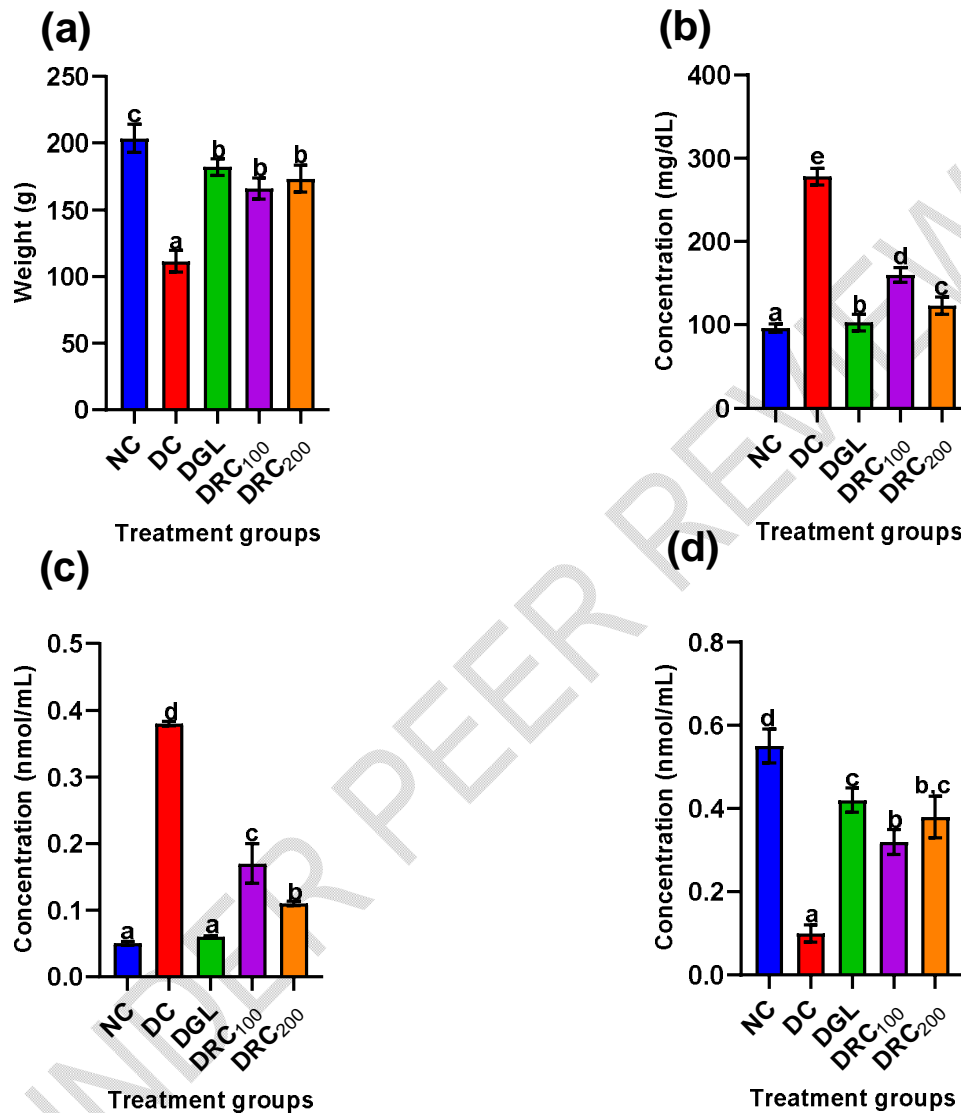 (a)
Weight (g)
250
200
150
100
50
0
c
a
b
b
b
NC
DC
DGL
DRC₁₀₀
DRC₂₀₀
Treatment groups
(b)
Concentration (mg/dL)
400
300
200
100
0
a
e
b
d
c
NC
DC
DGL
DRC₁₀₀
DRC₂₀₀
Treatment groups
(c)
Concentration (nmol/mL)
0.5
0.4
0.3
0.2
0.1
0.0
a
d
a
c
b
NC
DC
DGL
DRC₁₀₀
DRC₂₀₀
Treatment groups
(d)
Concentration (nmol/mL)
0.8
0.6
0.4
0.2
0.0
d
a
c
b
b,c
NC
DC
DGL
DRC₁₀₀
DRC₂₀₀
Treatment groups
UNDER PEER REVIEW